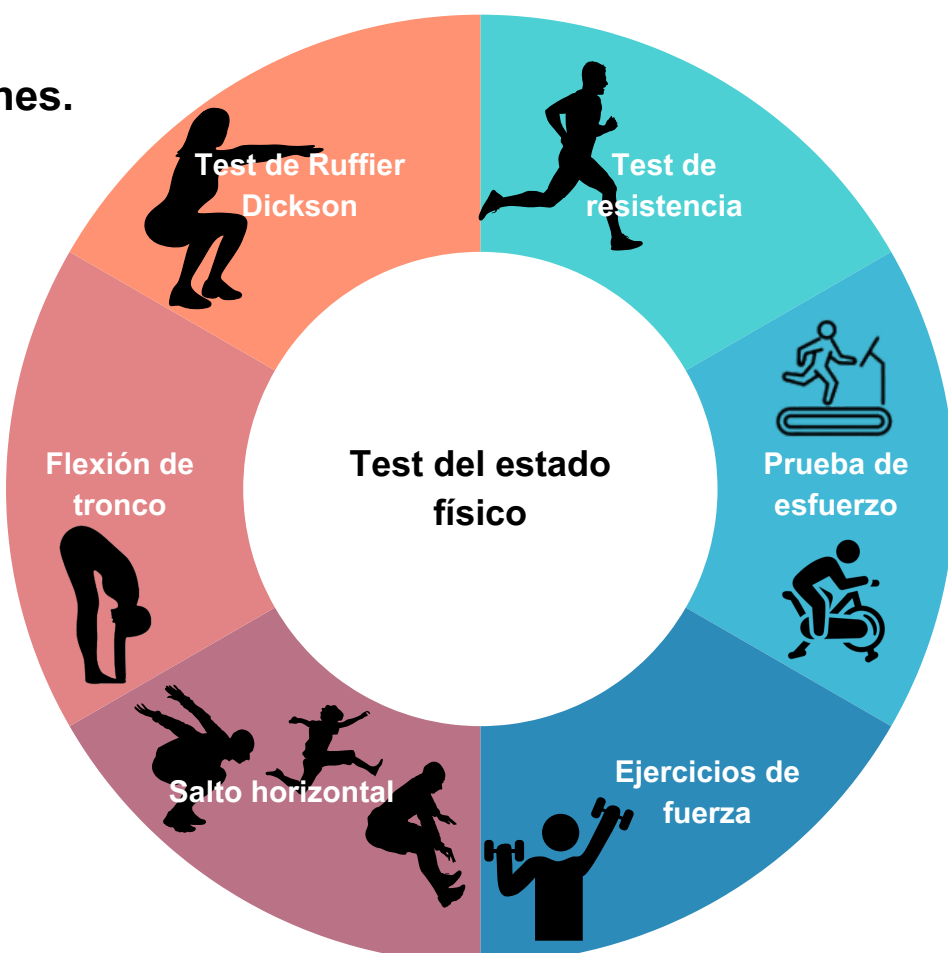 nes.
Test de Ruffier
Dickson
Test de
resistencia
Flexión de
tronco
Test del estado
físico
Prueba de
esfuerzo
Salto horizontal
Ejercicios de
fuerza